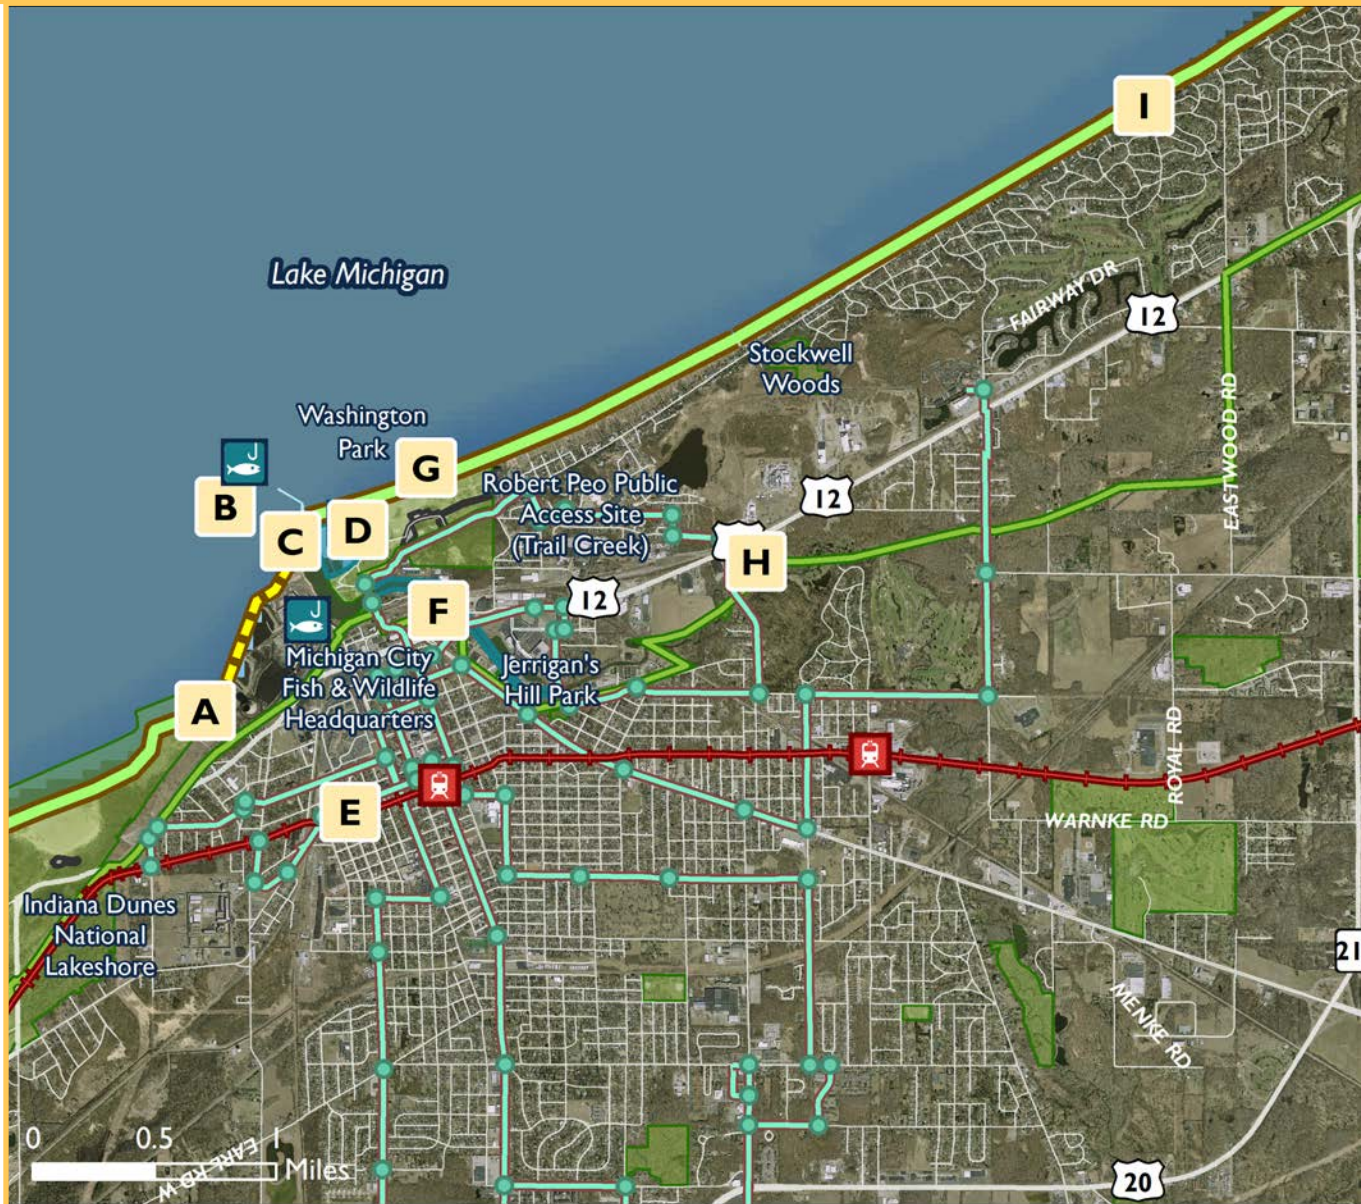 I
Lake Michigan
FAIRWAY DR
12
Stockwell
Woods
EASTWOOD RD
Washington
Park
G
B
Robert Peo Public
Access Site
(Trail Creek)
12
C
D
H
F
12
Michigan City
Fish & Wildlife
Headquarters
Jerrigan's
Hill Park
A
ROYAL RD
E
WARNKE RD
Indiana Dunes
National
Lakeshore
21
MENKE RD
0 0.5 1
Miles
EARL RD W
20